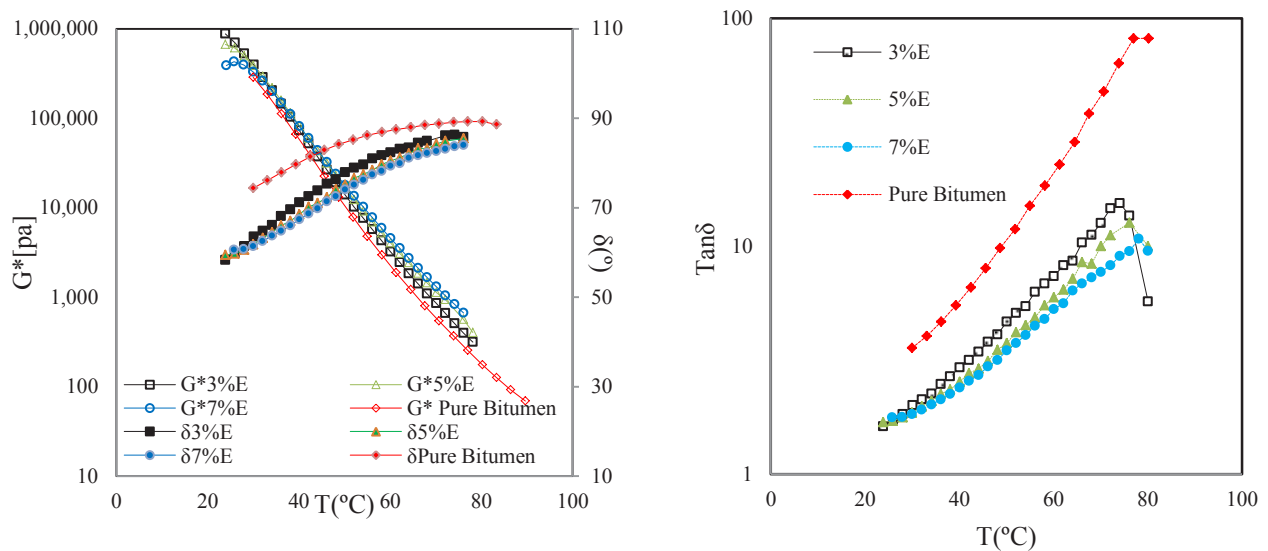 1,000,000
100,000
10,000
1,000
100
10
G*[pa]
110
90
70
50
30
10
δ(º)
G*3%E G*5%E
G*7%E G* Pure Bitumen
δ3%E δ5%E
δ7%E δPure Bitumen
0 20 40 60 80 100
T(ºC)
100
10
1
Tanδ
3%E
5%E
7%E
Pure Bitumen
0 20 40 60 80 100
T(ºC)